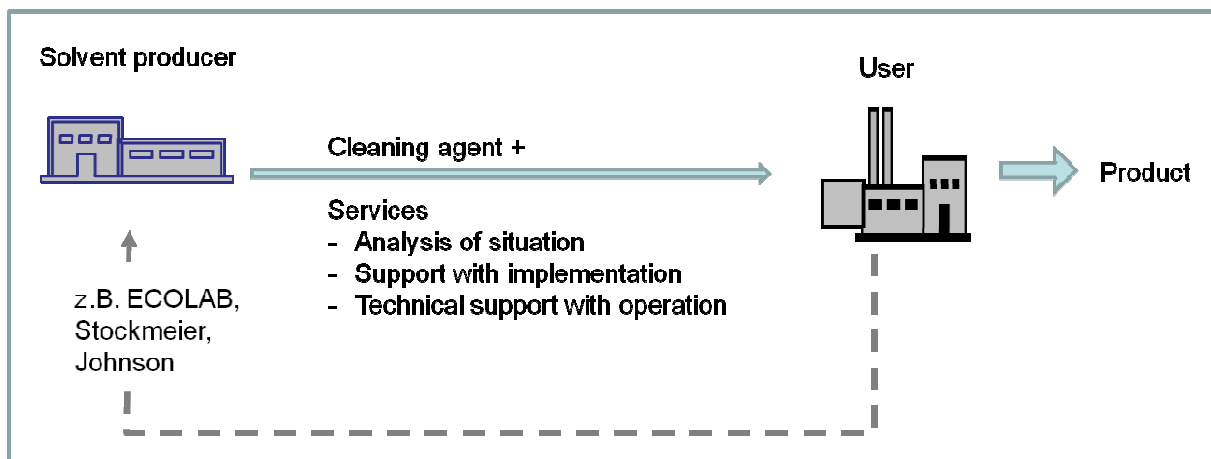 Solvent producer
User
Cleaning agent +
Product
Services
- Analysis of situation
- Support with implementation
- Technical support with operation
z.B. ECOLAB,
Stockmeier,
Johnson